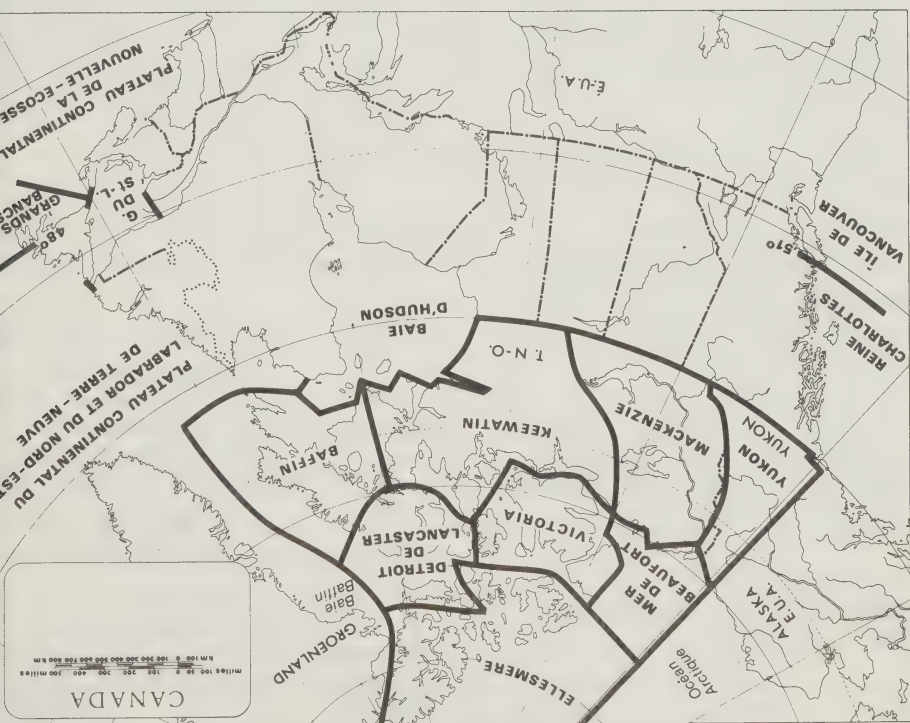 CANADA
milles 100 50 0 100 200 300 400 500 milles
km 100 0 100 200 300 400 500 600 700 800 km
Océan
Arctique
ALASKA
É.U.A.
GROENLAND
Baie
Baffin
ELLESMERE
MER
DE
BEAUFORT
DETROIT
DE
LANCASTER
VICTORIA
YUKON
YUKON
MACKENZIE
KEEWATIN
BAFFIN
T. N-O.
PLATEAU CONTINENTAL DU
LABRADOR ET DU NORD-EST
DE TERRE-NEUVE
BAIE
D'HUDSON
REINE
CHARLOTTES
51º
ÎLE DE
VANCOUVER
48º
GRANDS
BANCS
G.
DU
St L.
PLATEAU CONTINENTAL
DE LA
NOUVELLE-ECOSSE
É.-U.A.